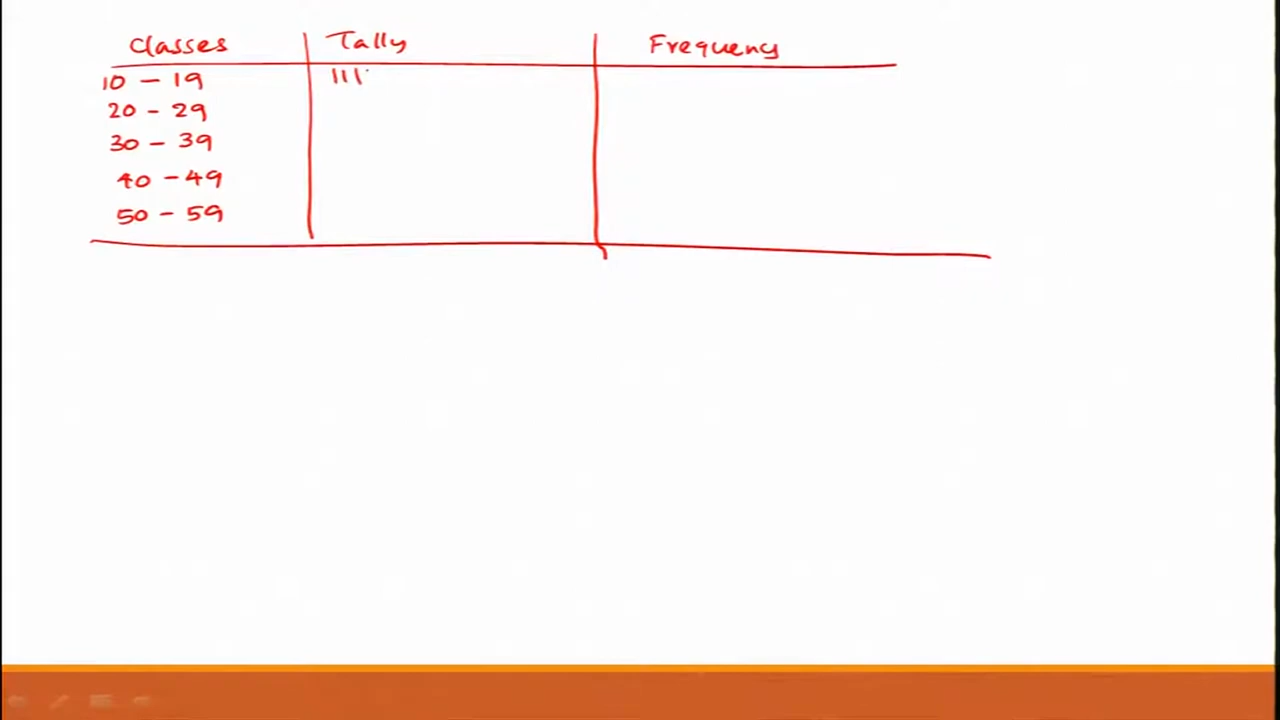 Classes Tally Frequency
10 - 19 |||
20 - 29
30 - 39
40 - 49
50 - 59